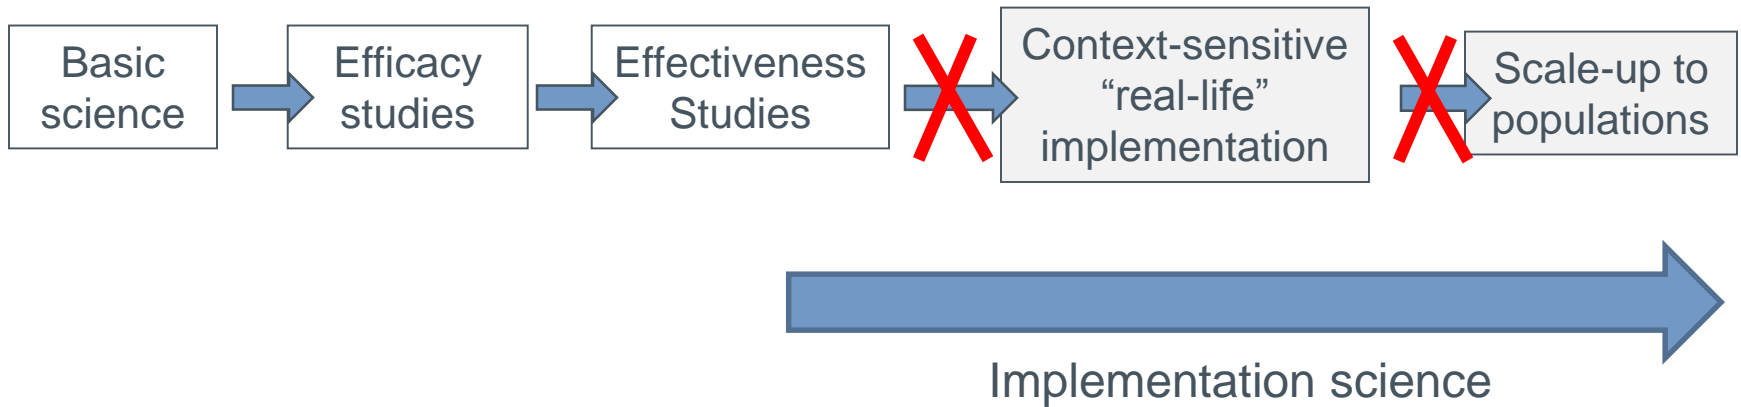 Basic
science
Efficacy
studies
Effectiveness
Studies
Context-sensitive
“real-life”
implementation
Scale-up to
populations
Implementation science